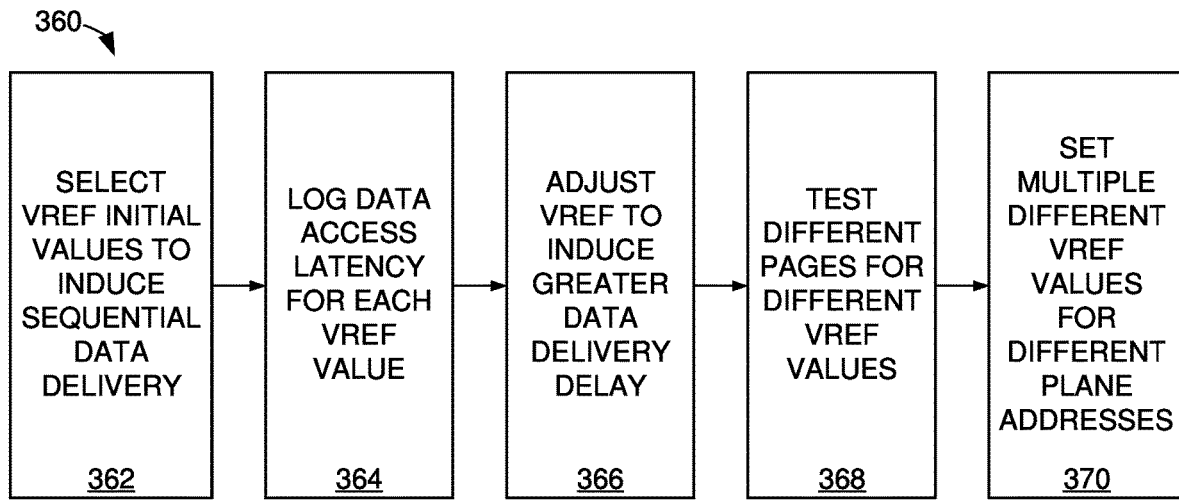 360
SELECT
VREF INITIAL
VALUES TO
INDUCE
SEQUENTIAL
DATA
DELIVERY
362
LOG DATA
ACCESS
LATENCY
FOR EACH
VREF
VALUE
364
ADJUST
VREF TO
INDUCE
GREATER
DATA
DELIVERY
DELAY
366
TEST
DIFFERENT
PAGES FOR
DIFFERENT
VREF
VALUES
368
SET
MULTIPLE
DIFFERENT
VREF
VALUES
FOR
DIFFERENT
PLANE
ADDRESSES
370